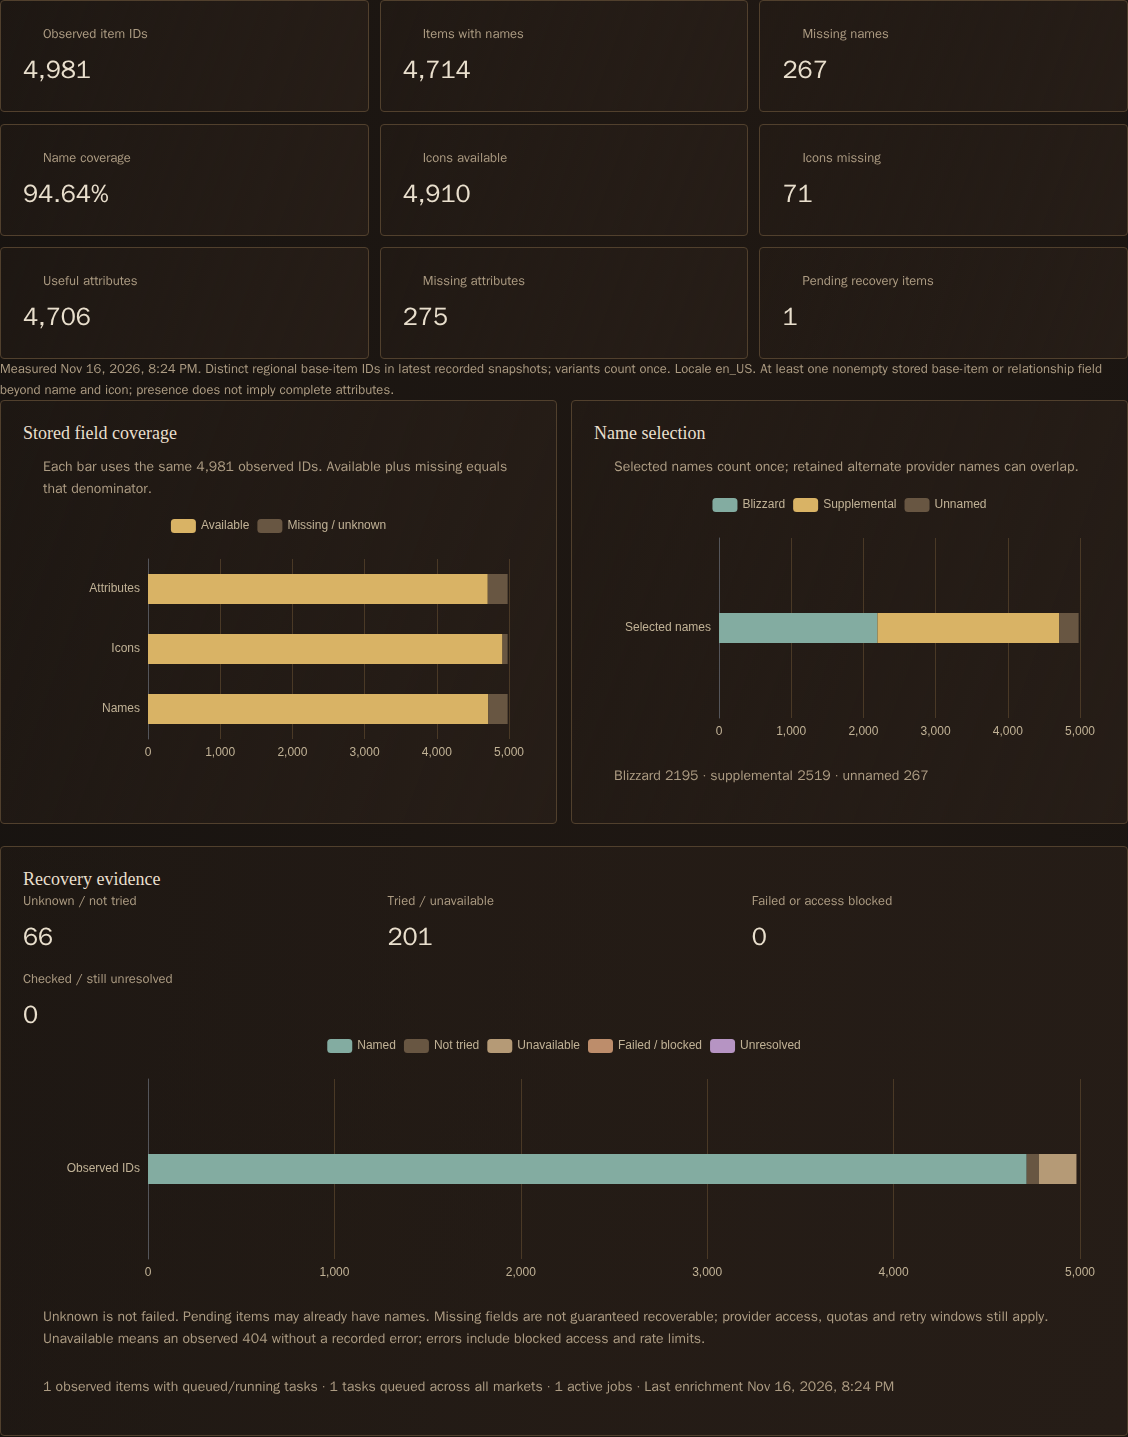 Observed item IDs
4,981
Items with names
4,714
Missing names
267
Name coverage
94.64%
Icons available
4,910
Icons missing
71
Useful attributes
4,706
Missing attributes
275
Pending recovery items
1
Measured Nov 16, 2026, 8:24 PM. Distinct regional base-item IDs in latest recorded snapshots; variants count once. Locale en_US. At least one nonempty stored base-item or relationship field
beyond name and icon; presence does not imply complete attributes.
Stored field coverage
Each bar uses the same 4,981 observed IDs. Available plus missing equals
that denominator.
Available
Missing / unknown
Attributes
Icons
Names
0 1,000 2,000 3,000 4,000 5,000
Name selection
Selected names count once; retained alternate provider names can overlap.
Blizzard
Supplemental
Unnamed
Selected names
0 1,000 2,000 3,000 4,000 5,000
Blizzard 2195 · supplemental 2519 · unnamed 267
Recovery evidence
Unknown / not tried
66
Tried / unavailable
201
Failed or access blocked
0
Checked / still unresolved
0
Named
Not tried
Unavailable
Failed / blocked
Unresolved
Observed IDs
0 1,000 2,000 3,000 4,000 5,000
Unknown is not failed. Pending items may already have names. Missing fields are not guaranteed recoverable; provider access, quotas and retry windows still apply.
Unavailable means an observed 404 without a recorded error; errors include blocked access and rate limits.
1 observed items with queued/running tasks · 1 tasks queued across all markets · 1 active jobs · Last enrichment Nov 16, 2026, 8:24 PM